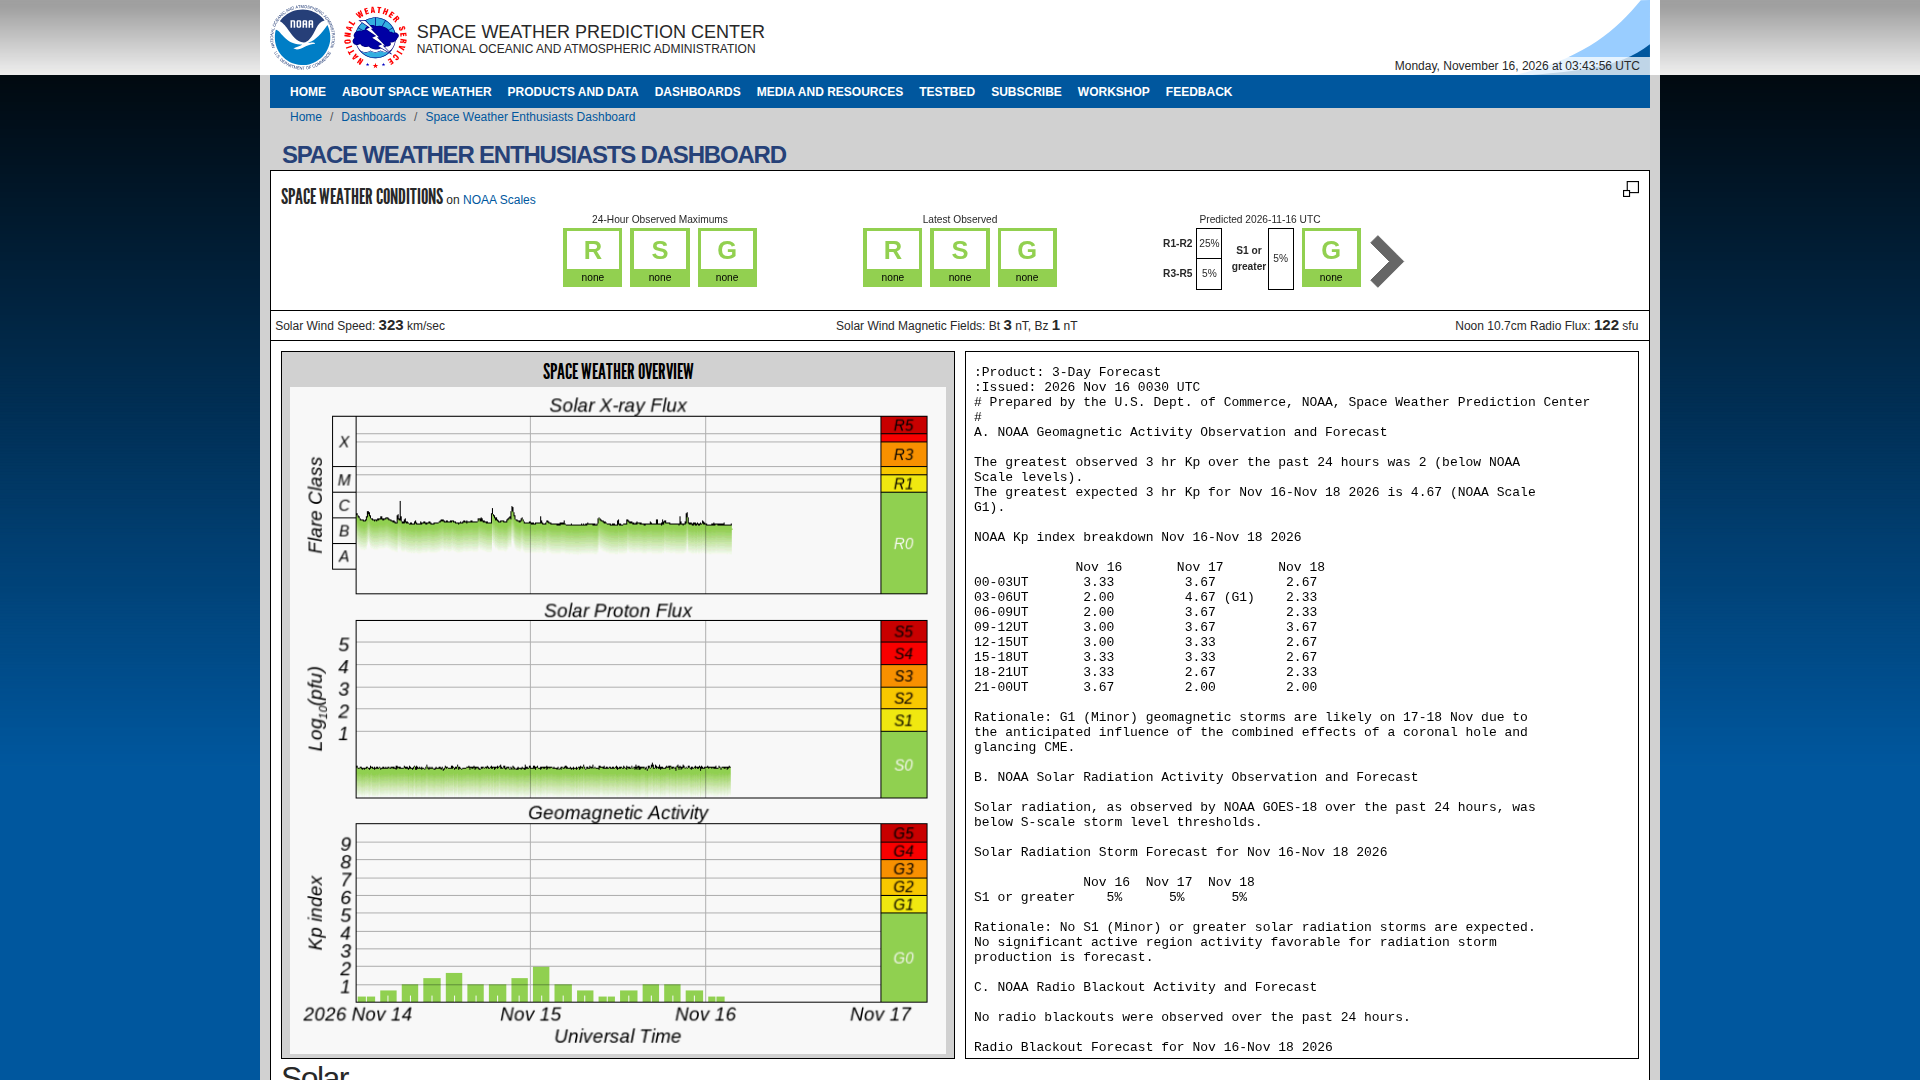 NOAA
NATIONAL WEATHER SERVICE
SPACE WEATHER PREDICTION CENTER
NATIONAL OCEANIC AND ATMOSPHERIC ADMINISTRATION
Monday, November 16, 2026 at 03:43:56 UTC
HOME ABOUT SPACE WEATHER PRODUCTS AND DATA DASHBOARDS MEDIA AND RESOURCES TESTBED SUBSCRIBE WORKSHOP FEEDBACK
Home / Dashboards / Space Weather Enthusiasts Dashboard
SPACE WEATHER ENTHUSIASTS DASHBOARD
SPACE WEATHER CONDITIONS on NOAA Scales
24-Hour Observed Maximums
R S G
none none none
Latest Observed
R S G
none none none
Predicted 2026-11-16 UTC
R1-R2 25%
R3-R5 5%
S1 or greater 5%
G
none
Solar Wind Speed: 323 km/sec
Solar Wind Magnetic Fields: Bt 3 nT, Bz 1 nT
Noon 10.7cm Radio Flux: 122 sfu
SPACE WEATHER OVERVIEW
Solar X-ray Flux
Flare Class
X
M
C
B
A
R5
R3
R1
R0
Solar Proton Flux
Log10(pfu)
5
4
3
2
1
S5
S4
S3
S2
S1
S0
Geomagnetic Activity
Kp index
9
8
7
6
5
4
3
2
1
G5
G4
G3
G2
G1
G0
2026 Nov 14 Nov 15 Nov 16 Nov 17
Universal Time
:Product: 3-Day Forecast
:Issued: 2026 Nov 16 0030 UTC
# Prepared by the U.S. Dept. of Commerce, NOAA, Space Weather Prediction Center
#
A. NOAA Geomagnetic Activity Observation and Forecast
The greatest observed 3 hr Kp over the past 24 hours was 2 (below NOAA
Scale levels).
The greatest expected 3 hr Kp for Nov 16-Nov 18 2026 is 4.67 (NOAA Scale
G1).
NOAA Kp index breakdown Nov 16-Nov 18 2026
Nov 16 Nov 17 Nov 18
00-03UT 3.33 3.67 2.67
03-06UT 2.00 4.67 (G1) 2.33
06-09UT 2.00 3.67 2.33
09-12UT 3.00 3.67 3.67
12-15UT 3.00 3.33 2.67
15-18UT 3.33 3.33 2.67
18-21UT 3.33 2.67 2.33
21-00UT 3.67 2.00 2.00
Rationale: G1 (Minor) geomagnetic storms are likely on 17-18 Nov due to
the anticipated influence of the combined effects of a coronal hole and
glancing CME.
B. NOAA Solar Radiation Activity Observation and Forecast
Solar radiation, as observed by NOAA GOES-18 over the past 24 hours, was
below S-scale storm level thresholds.
Solar Radiation Storm Forecast for Nov 16-Nov 18 2026
Nov 16 Nov 17 Nov 18
S1 or greater 5% 5% 5%
Rationale: No S1 (Minor) or greater solar radiation storms are expected.
No significant active region activity favorable for radiation storm
production is forecast.
C. NOAA Radio Blackout Activity and Forecast
No radio blackouts were observed over the past 24 hours.
Radio Blackout Forecast for Nov 16-Nov 18 2026
Solar